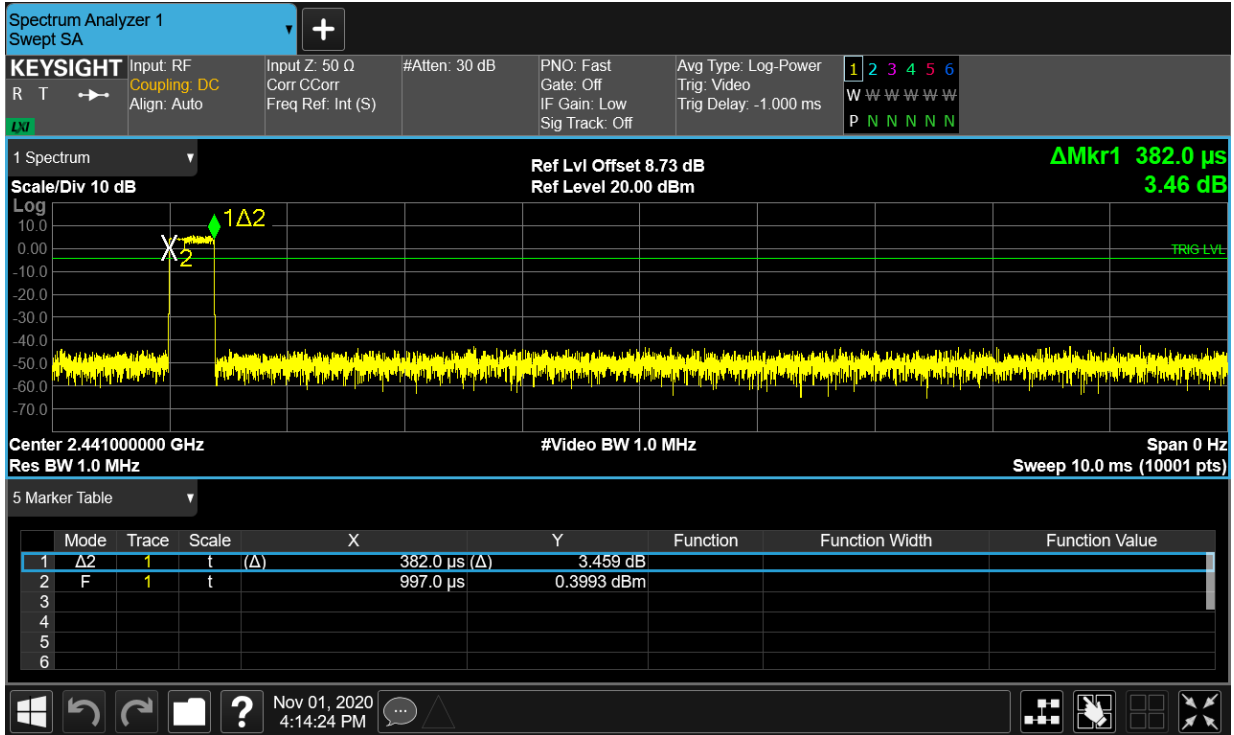 Spectrum Analyzer 1
Swept SA
KEYSIGHT
R T
LXI
Input: RF
Coupling: DC
Align: Auto
Input Z: 50 Ω
Corr CCorr
Freq Ref: Int (S)
#Atten: 30 dB
PNO: Fast
Gate: Off
IF Gain: Low
Sig Track: Off
Avg Type: Log-Power
Trig: Video
Trig Delay: -1.000 ms
1 2 3 4 5 6
W W W W W W
P N N N N N
1 Spectrum
Scale/Div 10 dB
Ref Lvl Offset 8.73 dB
Ref Level 20.00 dBm
ΔMkr1 382.0 µs
3.46 dB
Log
10.0
0.00
-10.0
-20.0
-30.0
-40.0
-50.0
-60.0
-70.0
1Δ2
X
2
TRIG LVL
Center 2.441000000 GHz
Res BW 1.0 MHz
#Video BW 1.0 MHz
Span 0 Hz
Sweep 10.0 ms (10001 pts)
5 Marker Table
Mode Trace Scale X Y Function Function Width Function Value
1 Δ2 1 t (Δ) 382.0 µs (Δ) 3.459 dB
2 F 1 t 997.0 µs 0.3993 dBm
3
4
5
6
?
Nov 01, 2020
4:14:24 PM